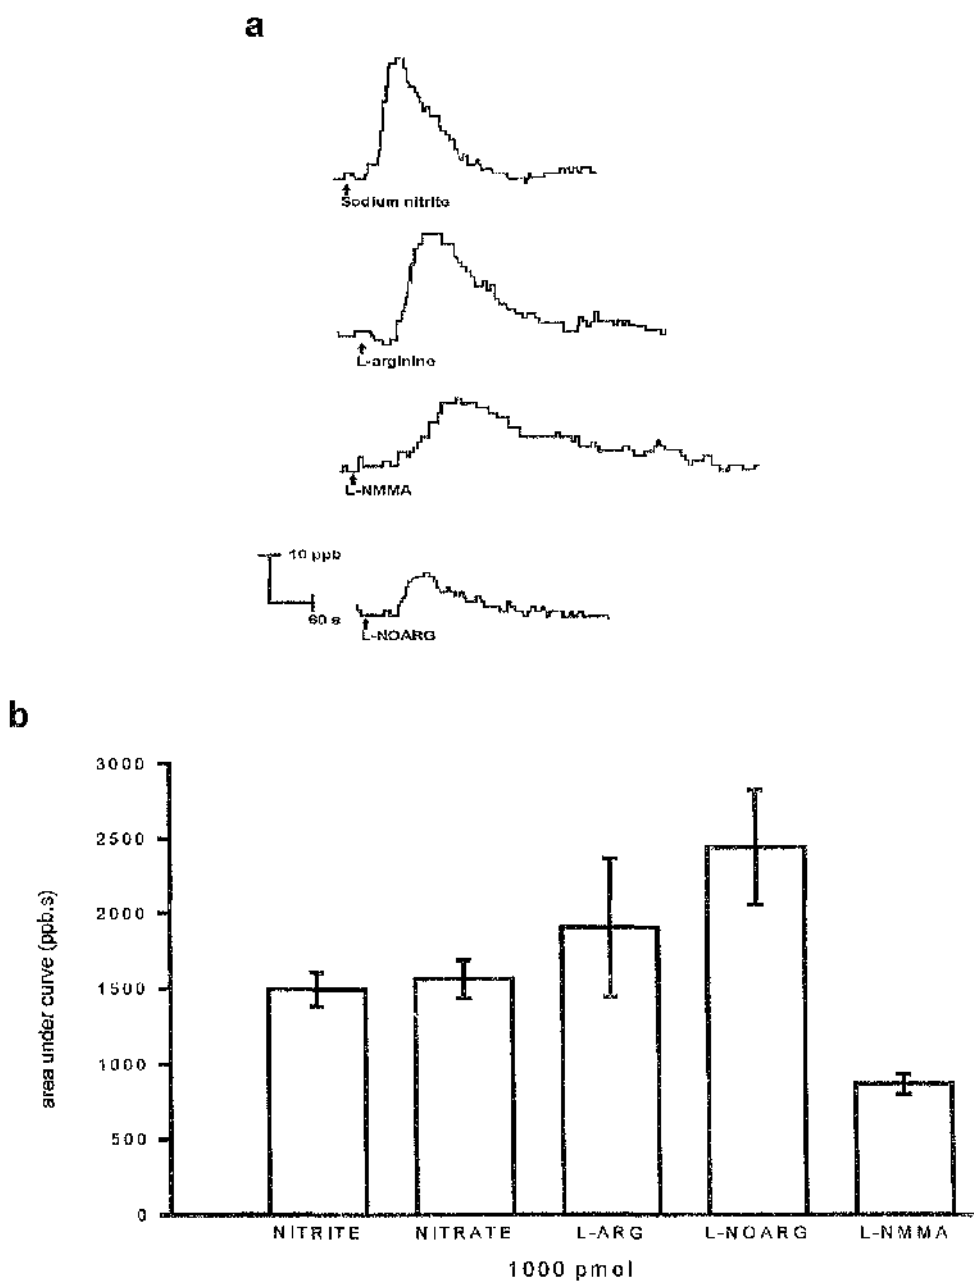 a
Sodium nitrite
L-arginine
L-NMMA
10 ppb
60 s
L-NOARG
b
3000
2500
2000
1500
1000
500
0
area under curve (ppb.s)
NITRITE NITRATE L-ARG L-NOARG L-NMMA
1000 pmol